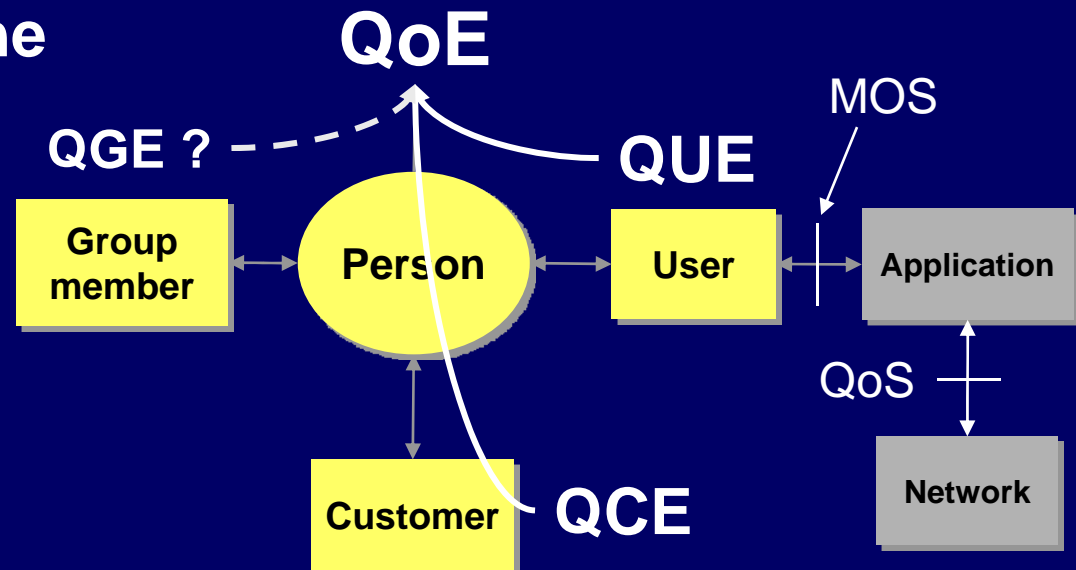 QoE
MOS
QGE ?
QUE
Group
member
Person
User
Application
QoS
Network
Customer
QCE